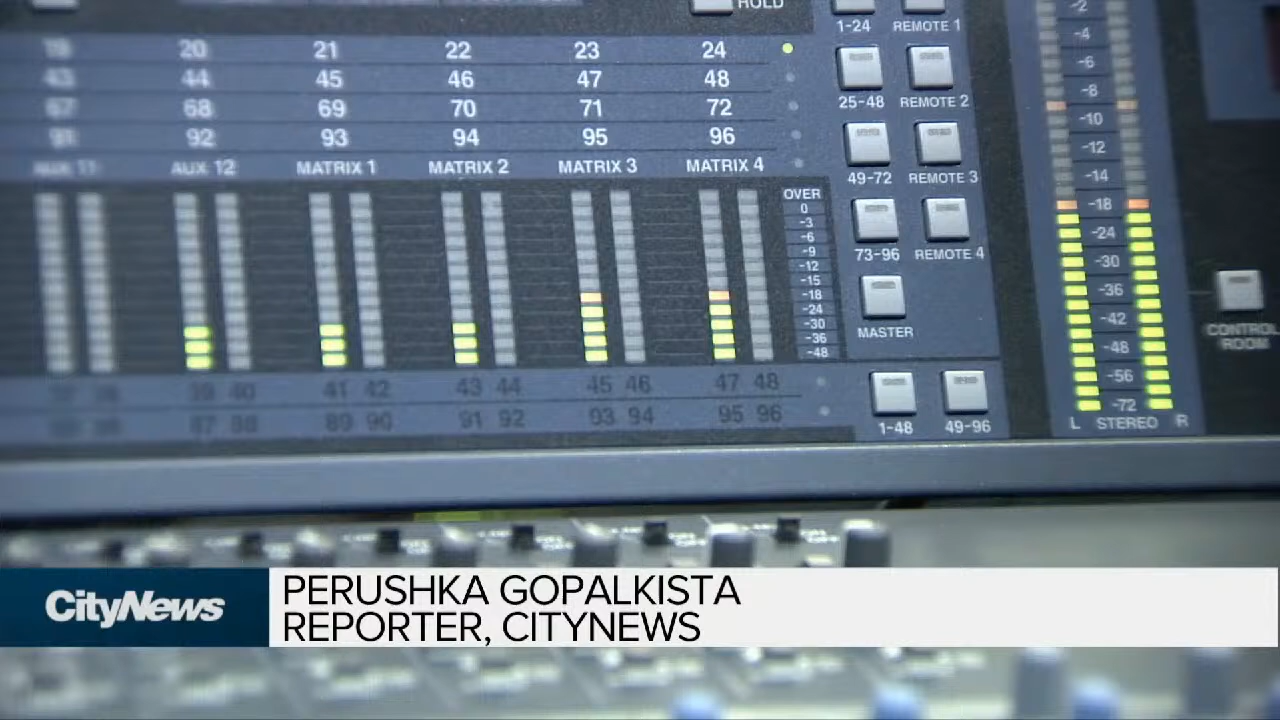 HOLD
1-24 REMOTE 1
19 20 21 22 23 24
43 44 45 46 47 48
67 68 69 70 71 72
91 92 93 94 95 96
AUX 11 AUX 12 MATRIX 1 MATRIX 2 MATRIX 3 MATRIX 4
25-48 REMOTE 2
49-72 REMOTE 3
73-96 REMOTE 4
MASTER
OVER
0
-3
-6
-9
-12
-15
-18
-24
-30
-36
-48
39 40 41 42 43 44 45 46 47 48
87 88 89 90 91 92 93 94 95 96
1-48 49-96
-2
-4
-6
-8
-10
-12
-14
-18
-24
-30
-36
-42
-48
-56
-72
L STEREO R
CONTROL
ROOM
CityNews
PERUSHKA GOPALKISTA
REPORTER, CITYNEWS